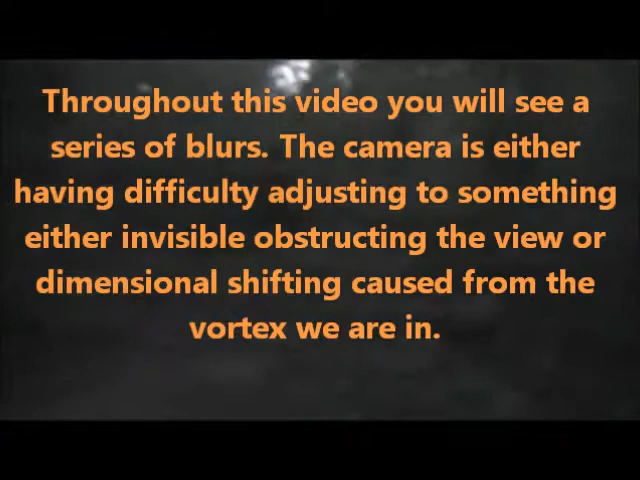 Throughout this video you will see a
series of blurs. The camera is either
having difficulty adjusting to something
either invisible obstructing the view or
dimensional shifting caused from the
vortex we are in.